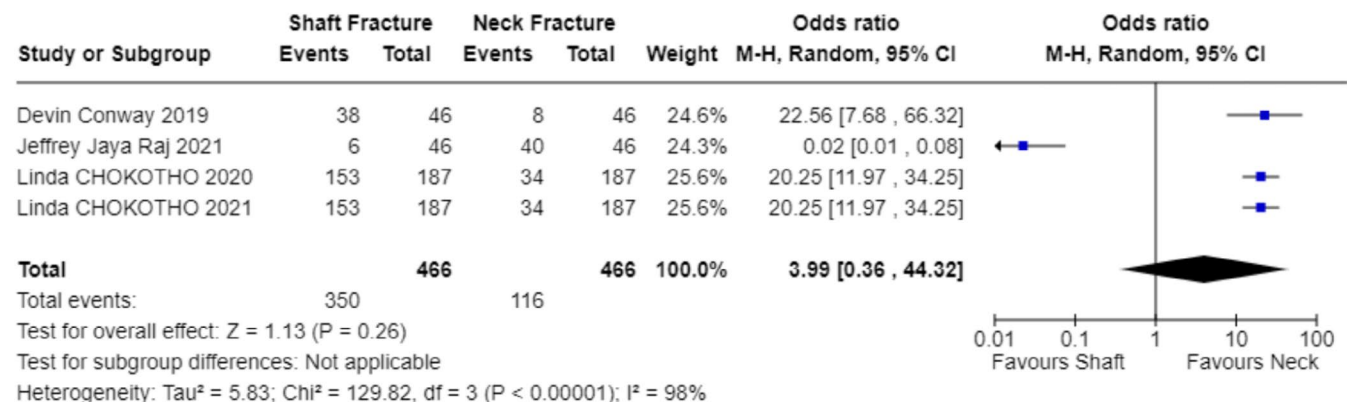 Shaft Fracture Neck Fracture Odds ratio Odds ratio
Study or Subgroup Events Total Events Total Weight M-H, Random, 95% CI M-H, Random, 95% CI
Devin Conway 2019 38 46 8 46 24.6% 22.56 [7.68 , 66.32]
Jeffrey Jaya Raj 2021 6 46 40 46 24.3% 0.02 [0.01 , 0.08]
Linda CHOKOTHO 2020 153 187 34 187 25.6% 20.25 [11.97 , 34.25]
Linda CHOKOTHO 2021 153 187 34 187 25.6% 20.25 [11.97 , 34.25]
Total 466 466 100.0% 3.99 [0.36 , 44.32]
Total events: 350 116
Test for overall effect: Z = 1.13 (P = 0.26)
0.01 0.1 1 10 100
Test for subgroup differences: Not applicable
Favours Shaft Favours Neck
Heterogeneity: Tau² = 5.83; Chi² = 129.82, df = 3 (P < 0.00001); I² = 98%